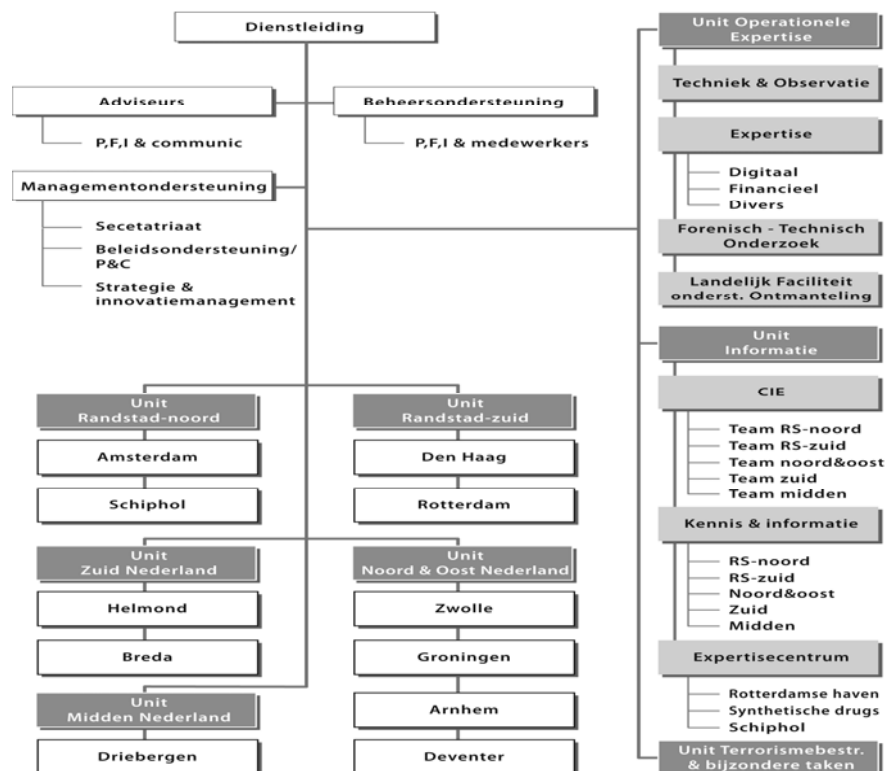 Dienstleiding
Adviseurs
P,F,I & communic
Beheersondersteuning
P,F,I & medewerkers
Managementondersteuning
Secetatriaat
Beleidsondersteuning/
P&C
Strategie &
innovatiemanagement
Unit
Randstad-noord
Amsterdam
Schiphol
Unit
Randstad-zuid
Den Haag
Rotterdam
Unit
Zuid Nederland
Helmond
Breda
Unit
Noord & Oost Nederland
Zwolle
Groningen
Arnhem
Deventer
Unit
Midden Nederland
Driebergen
Unit Operationele
Expertise
Techniek & Observatie
Expertise
Digitaal
Financieel
Divers
Forenisch - Technisch
Onderzoek
Landelijk Faciliteit
onderst. Ontmanteling
Unit
Informatie
CIE
Team RS-noord
Team RS-zuid
Team noord&oost
Team zuid
Team midden
Kennis & informatie
RS-noord
RS-zuid
Noord&oost
Zuid
Midden
Expertisecentrum
Rotterdamse haven
Synthetische drugs
Schiphol
Unit Terrorismebestr.
& bijzondere taken